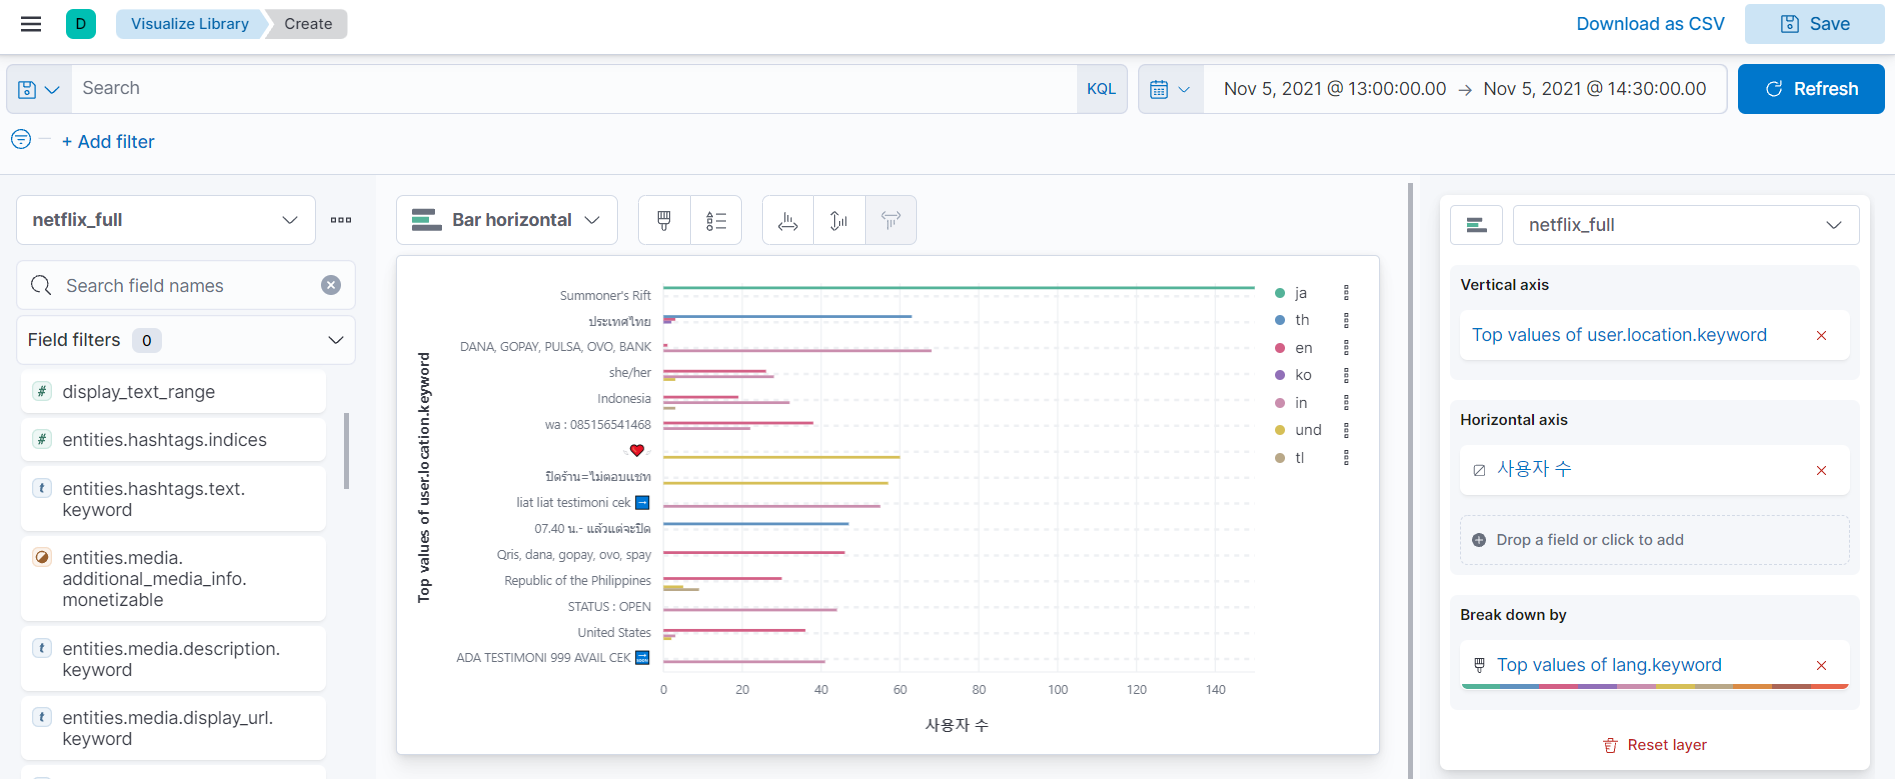 D
Visualize Library
Create
Download as CSV
Save
Search
KQL
Nov 5, 2021 @ 13:00:00.00 → Nov 5, 2021 @ 14:30:00.00
Refresh
+ Add filter
netflix_full
Search field names
Field filters 0
# display_text_range
# entities.hashtags.indices
t entities.hashtags.text.
keyword
entities.media.
additional_media_info.
monetizable
t entities.media.description.
keyword
t entities.media.display_url.
keyword
Bar horizontal
Top values of user.location.keyword
Summoner's Rift
ประเทศไทย
DANA, GOPAY, PULSA, OVO, BANK
she/her
Indonesia
wa : 085156541468
❤️
ปิดร้าน=ไม่ตอบแชท
liat liat testimoni cek ➡️
07.40 น.- แล้วแต่จะปิด
Qris, dana, gopay, ovo, spay
Republic of the Philippines
STATUS : OPEN
United States
ADA TESTIMONI 999 AVAIL CEK
0 20 40 60 80 100 120 140
사용자 수
ja
th
en
ko
in
und
tl
netflix_full
Vertical axis
Top values of user.location.keyword
Horizontal axis
사용자 수
Drop a field or click to add
Break down by
Top values of lang.keyword
Reset layer